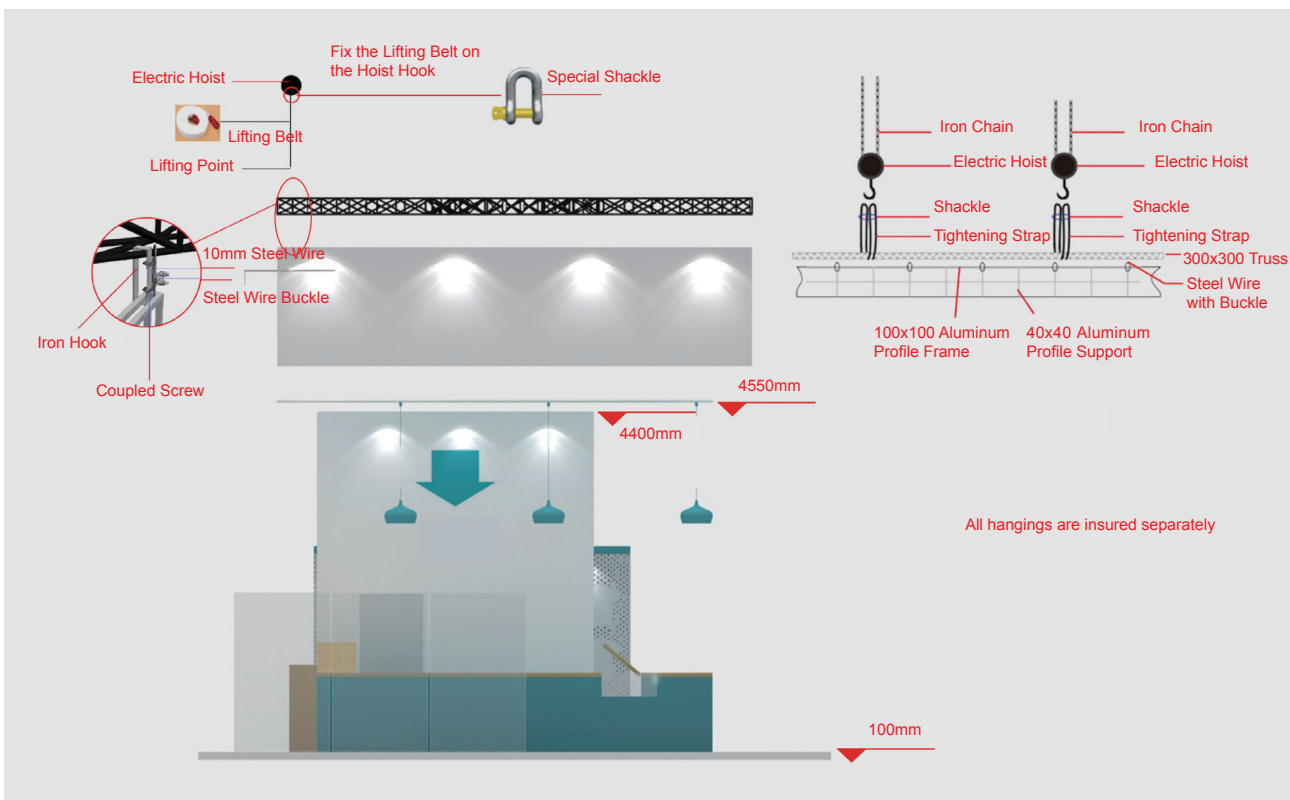 Fix the Lifting Belt on
the Hoist Hook
Electric Hoist
Special Shackle
Lifting Belt
Lifting Point
10mm Steel Wire
Steel Wire Buckle
Iron Hook
Coupled Screw
Iron Chain
Iron Chain
Electric Hoist
Electric Hoist
Shackle
Shackle
Tightening Strap
Tightening Strap
300x300 Truss
Steel Wire
with Buckle
100x100 Aluminum
Profile Frame
40x40 Aluminum
Profile Support
4550mm
4400mm
All hangings are insured separately
100mm